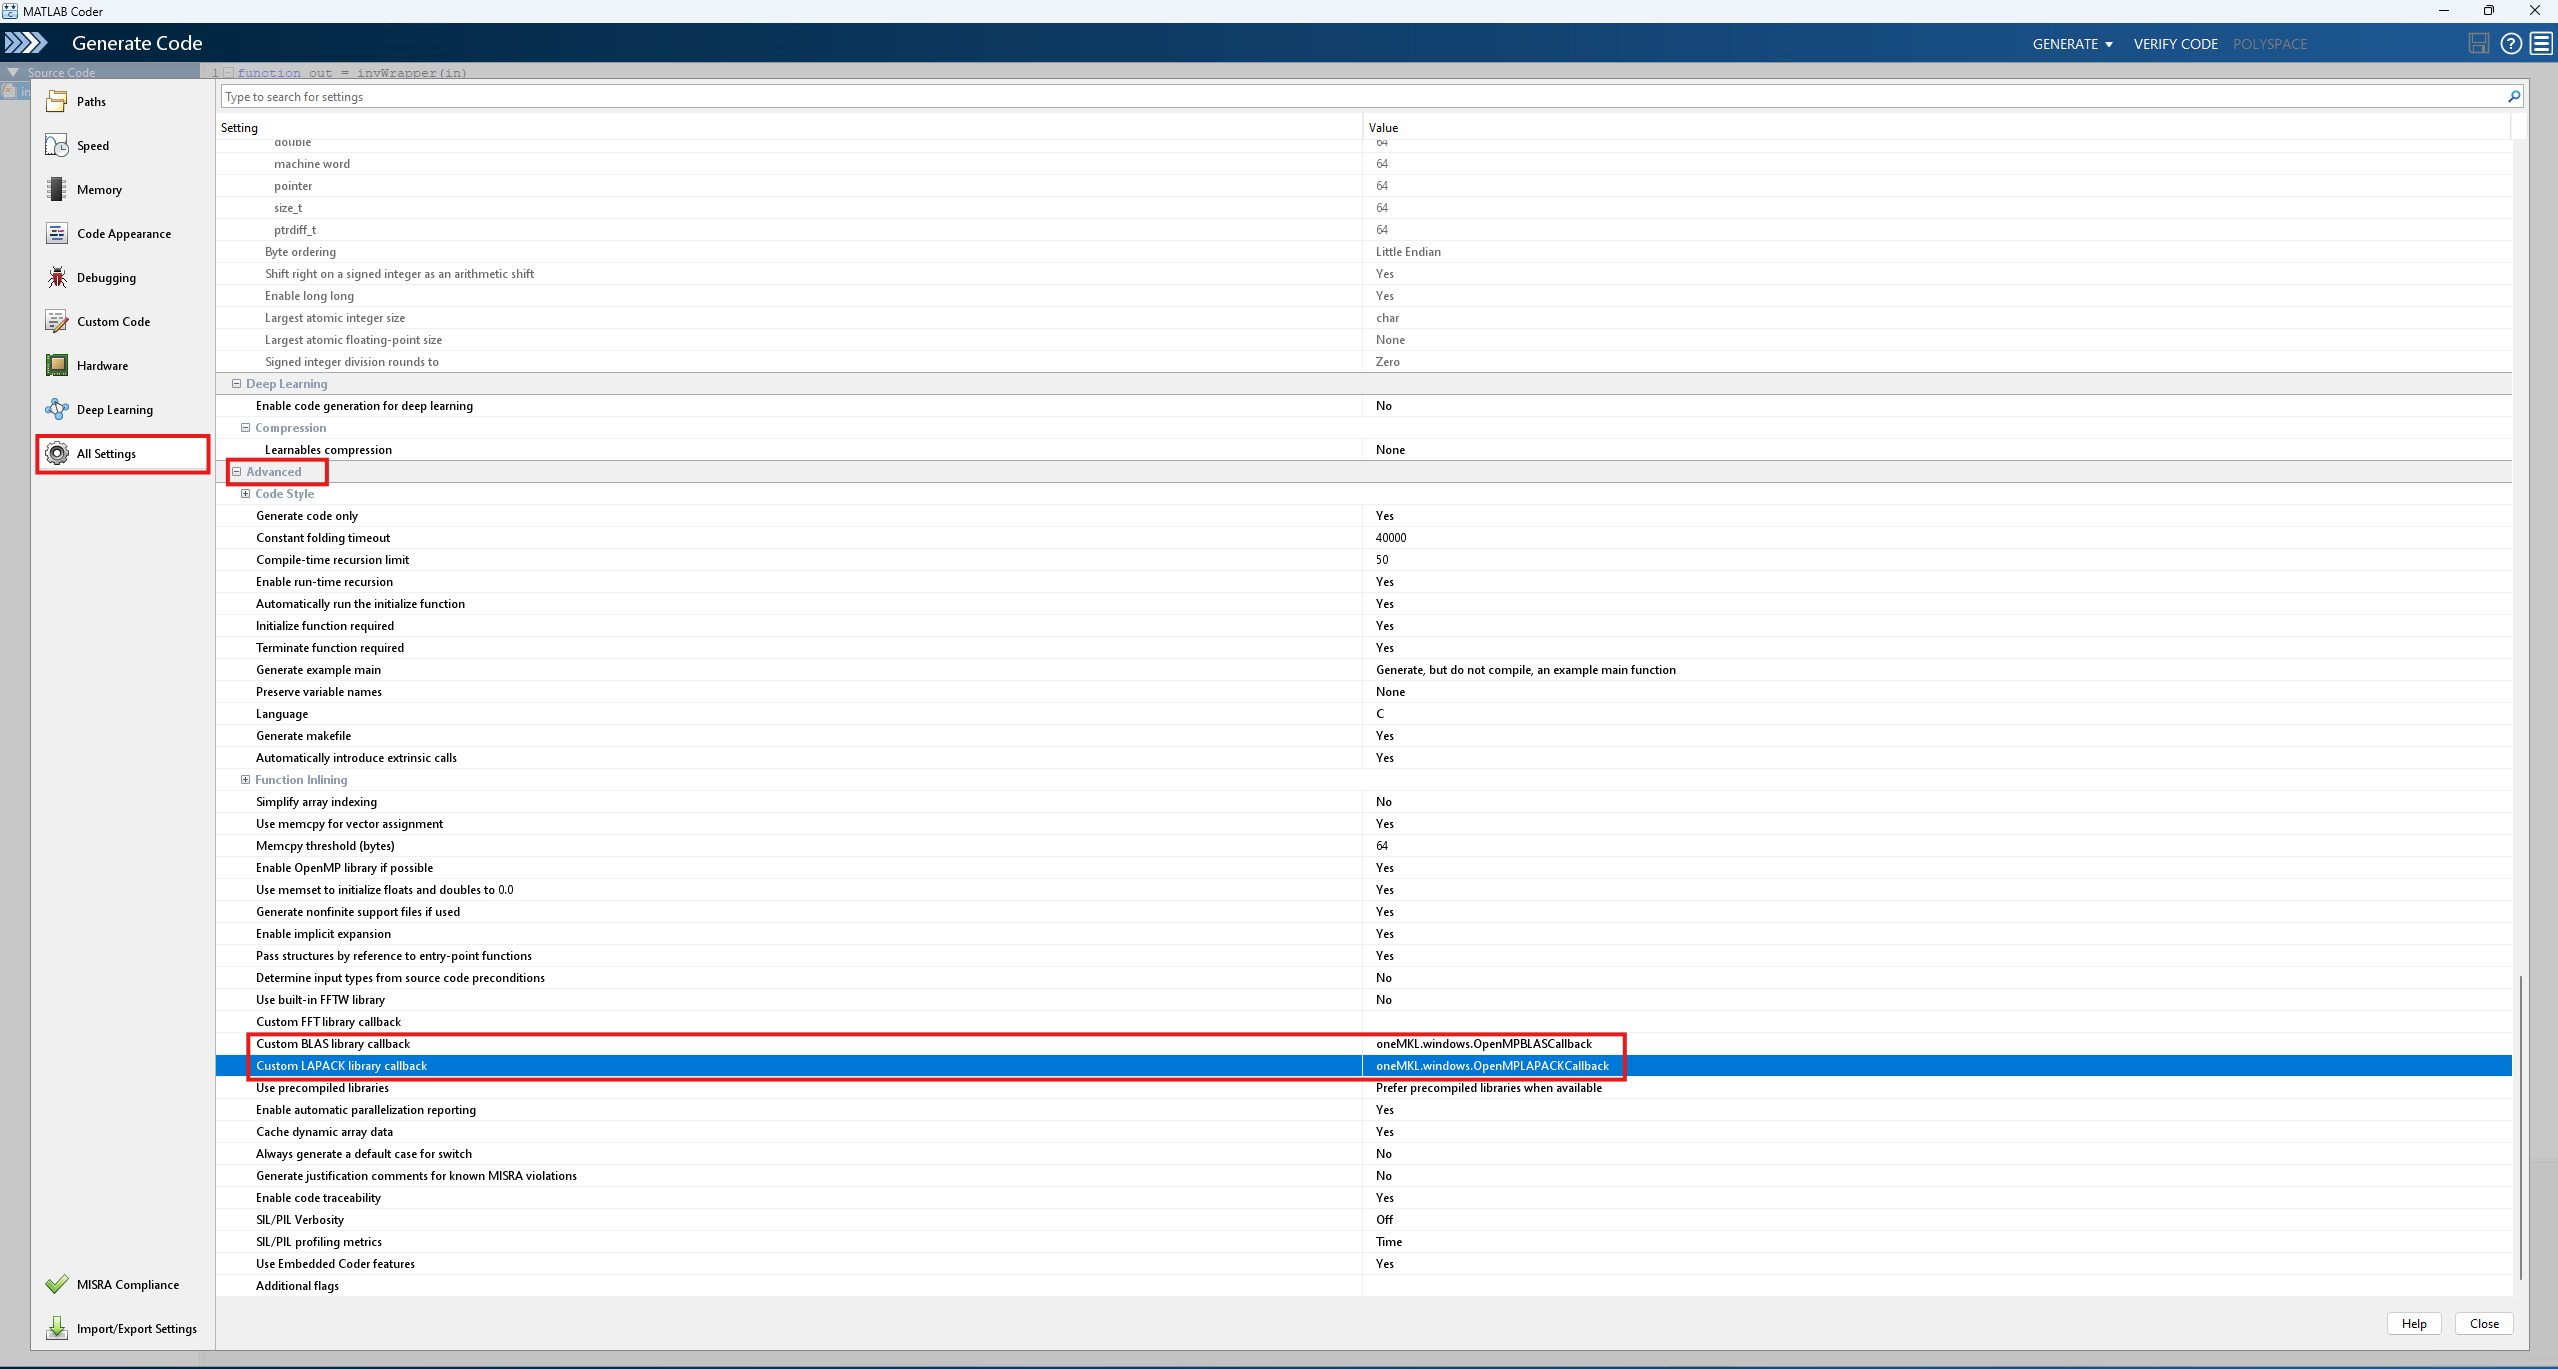 MATLAB Coder
Generate Code
GENERATE
VERIFY CODE
POLYSPACE
Source Code
1 function out = invWrapper(in)
in
Paths
Speed
Memory
Code Appearance
Debugging
Custom Code
Hardware
Deep Learning
All Settings
MISRA Compliance
Import/Export Settings
Type to search for settings
Setting Value
double 64
machine word 64
pointer 64
size_t 64
ptrdiff_t 64
Byte ordering Little Endian
Shift right on a signed integer as an arithmetic shift Yes
Enable long long Yes
Largest atomic integer size char
Largest atomic floating-point size None
Signed integer division rounds to Zero
Deep Learning
Enable code generation for deep learning No
Compression
Learnables compression None
Advanced
Code Style
Generate code only Yes
Constant folding timeout 40000
Compile-time recursion limit 50
Enable run-time recursion Yes
Automatically run the initialize function Yes
Initialize function required Yes
Terminate function required Yes
Generate example main Generate, but do not compile, an example main function
Preserve variable names None
Language C
Generate makefile Yes
Automatically introduce extrinsic calls Yes
Function Inlining
Simplify array indexing No
Use memcpy for vector assignment Yes
Memcpy threshold (bytes) 64
Enable OpenMP library if possible Yes
Use memset to initialize floats and doubles to 0.0 Yes
Generate nonfinite support files if used Yes
Enable implicit expansion Yes
Pass structures by reference to entry-point functions Yes
Determine input types from source code preconditions No
Use built-in FFTW library No
Custom FFT library callback
Custom BLAS library callback oneMKL.windows.OpenMPBLASCallback
Custom LAPACK library callback oneMKL.windows.OpenMPLAPACKCallback
Use precompiled libraries Prefer precompiled libraries when available
Enable automatic parallelization reporting Yes
Cache dynamic array data Yes
Always generate a default case for switch No
Generate justification comments for known MISRA violations No
Enable code traceability Yes
SIL/PIL Verbosity Off
SIL/PIL profiling metrics Time
Use Embedded Coder features Yes
Additional flags
Help
Close